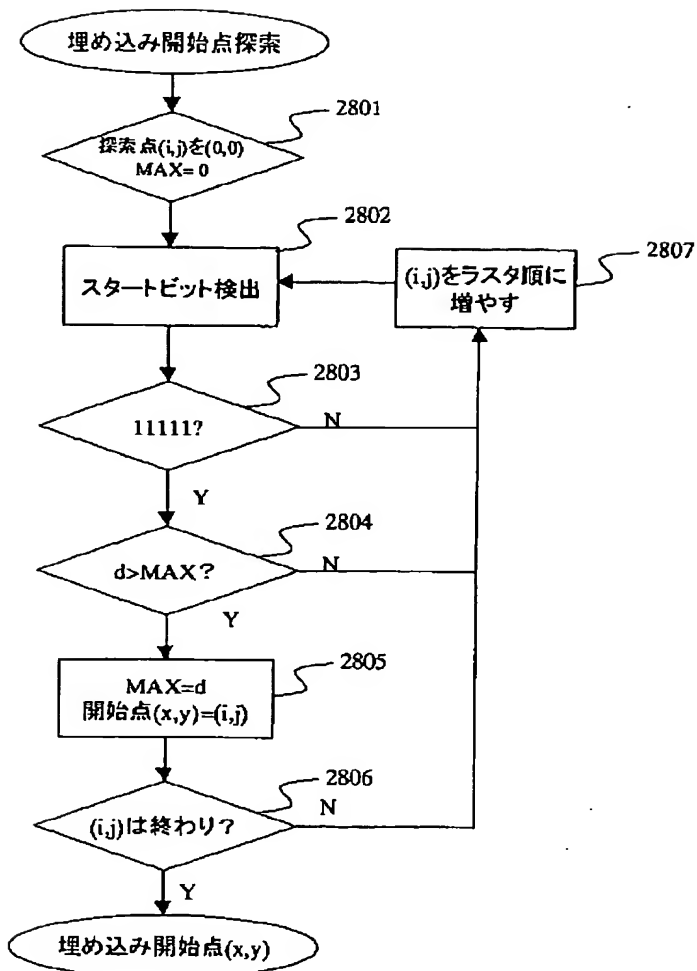 埋め込み開始点探索
2801
探索点(i,j)を(0,0)
MAX=0
2802
スタートビット検出
2807
(i,j)をラスタ順に
増やす
2803
11111?
N
Y
2804
d>MAX?
N
Y
2805
MAX=d
開始点(x,y)=(i,j)
2806
(i,j)は終わり?
N
Y
埋め込み開始点(x,y)